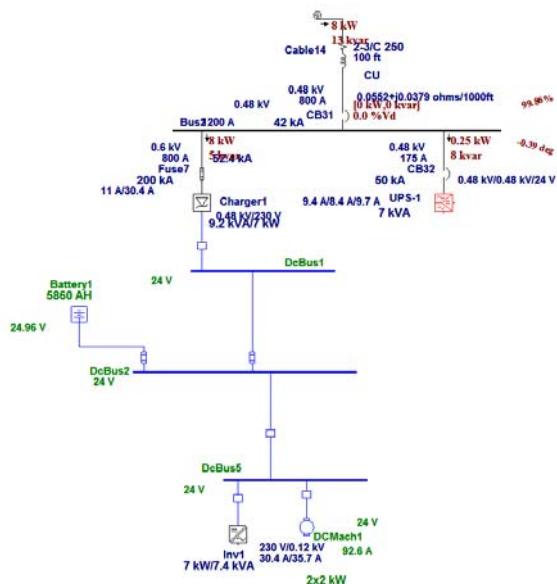 8 kW
13 kvar
Cable14
2-3/C 250
100 ft
CU
0.0552+j0.0379 ohms/1000ft
0.48 kV
800 A
[0 kW,0 kvar]
CB31
0.0 %Vd
99.86%
-0.39 deg
0.48 kV
1200 A
42 kA
8 kW
0.6 kV
800 A
Fuse7
200 kA
11 A/30.4 A
Charger1
0.48 kV/230 V
9.2 kVA/7 kW
0.25 kW
8 kvar
0.48 kV
175 A
CB32
50 kA
0.48 kV/0.48 kV/24 V
9.4 A/8.4 A/9.7 A
UPS-1
7 kVA
DcBus1
24 V
Battery1
5860 AH
24.96 V
DcBus2
24 V
DcBus5
24 V
24 V
DCMach1
92.6 A
230 V/0.12 kV
30.4 A/35.7 A
Inv1
7 kW/7.4 kVA
2x2 kW